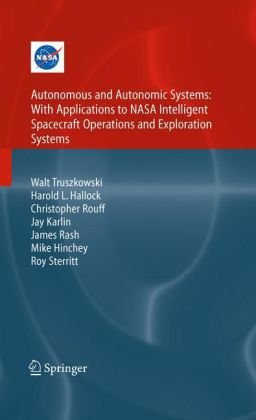 NASA
Autonomous and Autonomic Systems:
With Applications to NASA Intelligent
Spacecraft Operations and Exploration
Systems
Walt Truszkowski
Harold L. Hallock
Christopher Rouff
Jay Karlin
James Rash
Mike Hinchey
Roy Sterritt
Springer